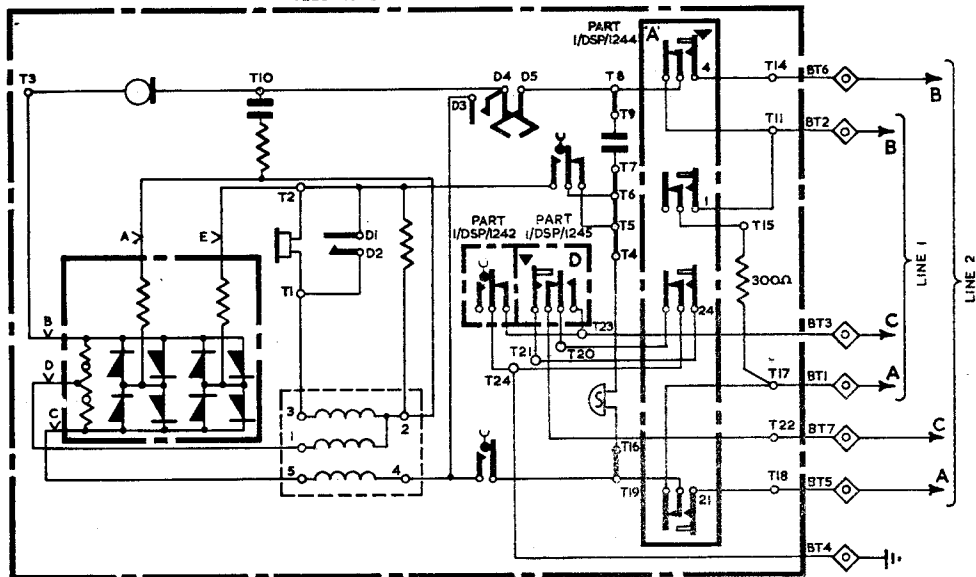 PART
1/DSP/1244
'A'
T3
T10
D4 D5
T8
4
T14
BT6
B
D3
T9
T11
BT2
B
T7
T2
T6
1
A
E
D1
T5
T15
PART
1/DSP/1242
PART
1/DSP/1245
D2
T4
D
300Ω
LINE 1
LINE 2
T1
24
B
T23
BT3
C
T21
T20
D
T24
T17
BT1
A
C
S
3
2
T22
BT7
C
1
T16
5
4
T19
21
T18
BT5
A
BT4